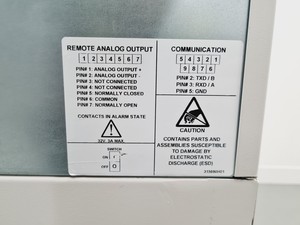 REMOTE ANALOG OUTPUT
1 2 3 4 5 6 7
PIN# 1: ANALOG OUTPUT +
PIN# 2: ANALOG OUTPUT -
PIN# 3: NOT CONNECTED
PIN# 4: NOT CONNECTED
PIN# 5: NORMALLY CLOSED
PIN# 6: COMMON
PIN# 7: NORMALLY OPEN
CONTACTS IN ALARM STATE
32V, 2A MAX.
SWITCH
ON
OFF
COMMUNICATION
5 4 3 2 1
9 8 7 6
PIN# 2: TXD / B
PIN# 3: RXD / A
PIN# 5: GND
CAUTION
CONTAINS PARTS AND
ASSEMBLIES SUSCEPTIBLE TO
DAMAGE BY
ELECTROSTATIC
DISCHARGE (ESD)